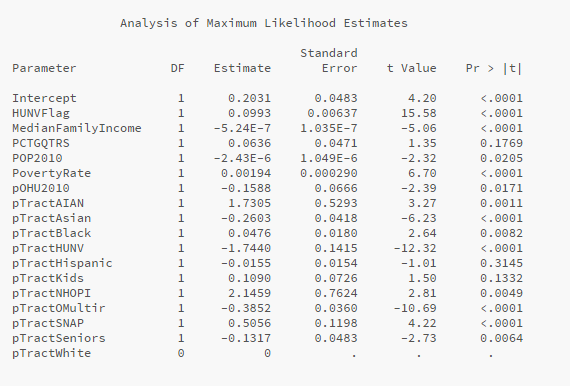 Analysis of Maximum Likelihood Estimates
Standard
Parameter DF Estimate Error t Value Pr > |t|
Intercept 1 0.2031 0.0483 4.20 <.0001
HUNVFlag 1 0.0993 0.00637 15.58 <.0001
MedianFamilyIncome 1 -5.24E-7 1.035E-7 -5.06 <.0001
PCTGQTRS 1 0.0636 0.0471 1.35 0.1769
POP2010 1 -2.43E-6 1.049E-6 -2.32 0.0205
PovertyRate 1 0.00194 0.000290 6.70 <.0001
pOHU2010 1 -0.1588 0.0666 -2.39 0.0171
pTractAIAN 1 1.7305 0.5293 3.27 0.0011
pTractAsian 1 -0.2603 0.0418 -6.23 <.0001
pTractBlack 1 0.0476 0.0180 2.64 0.0082
pTractHUNV 1 -1.7440 0.1415 -12.32 <.0001
pTractHispanic 1 -0.0155 0.0154 -1.01 0.3145
pTractKids 1 0.1090 0.0726 1.50 0.1332
pTractNHOPI 1 2.1459 0.7624 2.81 0.0049
pTractOMultir 1 -0.3852 0.0360 -10.69 <.0001
pTractSNAP 1 0.5056 0.1198 4.22 <.0001
pTractSeniors 1 -0.1317 0.0483 -2.73 0.0064
pTractWhite 0 0 . . .